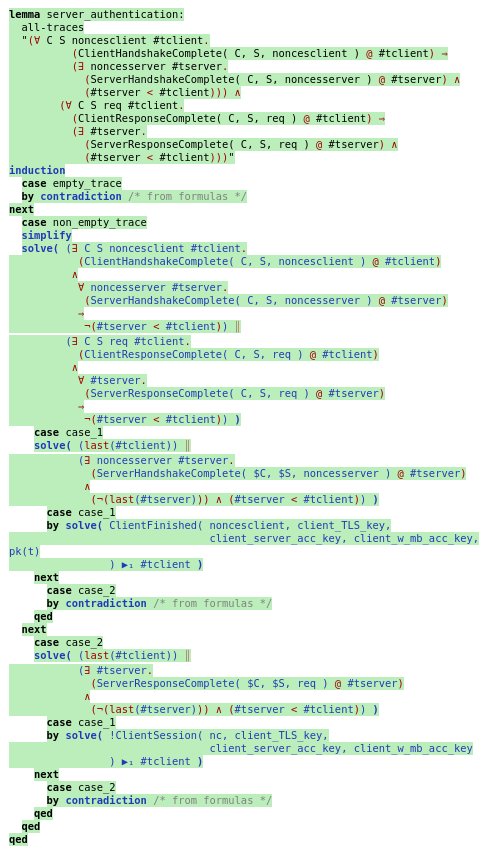 lemma server_authentication:
all-traces
"(∀ C S noncesclient #tclient.
(ClientHandshakeComplete( C, S, noncesclient ) @ #tclient) ⇒
(∃ noncesserver #tserver.
(ServerHandshakeComplete( C, S, noncesserver ) @ #tserver) ∧
(#tserver < #tclient))) ∧
(∀ C S req #tclient.
(ClientResponseComplete( C, S, req ) @ #tclient) ⇒
(∃ #tserver.
(ServerResponseComplete( C, S, req ) @ #tserver) ∧
(#tserver < #tclient)))"
induction
case empty_trace
by contradiction /* from formulas */
next
case non_empty_trace
simplify
solve( (∃ C S noncesclient #tclient.
(ClientHandshakeComplete( C, S, noncesclient ) @ #tclient)
∧
∀ noncesserver #tserver.
(ServerHandshakeComplete( C, S, noncesserver ) @ #tserver)
⇒
¬(#tserver < #tclient)) ∥
(∃ C S req #tclient.
(ClientResponseComplete( C, S, req ) @ #tclient)
∧
∀ #tserver.
(ServerResponseComplete( C, S, req ) @ #tserver)
⇒
¬(#tserver < #tclient)) )
case case_1
solve( (last(#tclient)) ∥
(∃ noncesserver #tserver.
(ServerHandshakeComplete( $C, $S, noncesserver ) @ #tserver)
∧
(¬(last(#tserver))) ∧ (#tserver < #tclient)) )
case case_1
by solve( ClientFinished( noncesclient, client_TLS_key,
client_server_acc_key, client_w_mb_acc_key,
pk(t)
) ▶₁ #tclient )
next
case case_2
by contradiction /* from formulas */
qed
next
case case_2
solve( (last(#tclient)) ∥
(∃ #tserver.
(ServerResponseComplete( $C, $S, req ) @ #tserver)
∧
(¬(last(#tserver))) ∧ (#tserver < #tclient)) )
case case_1
by solve( !ClientSession( nc, client_TLS_key,
client_server_acc_key, client_w_mb_acc_key
) ▶₁ #tclient )
next
case case_2
by contradiction /* from formulas */
qed
qed
qed